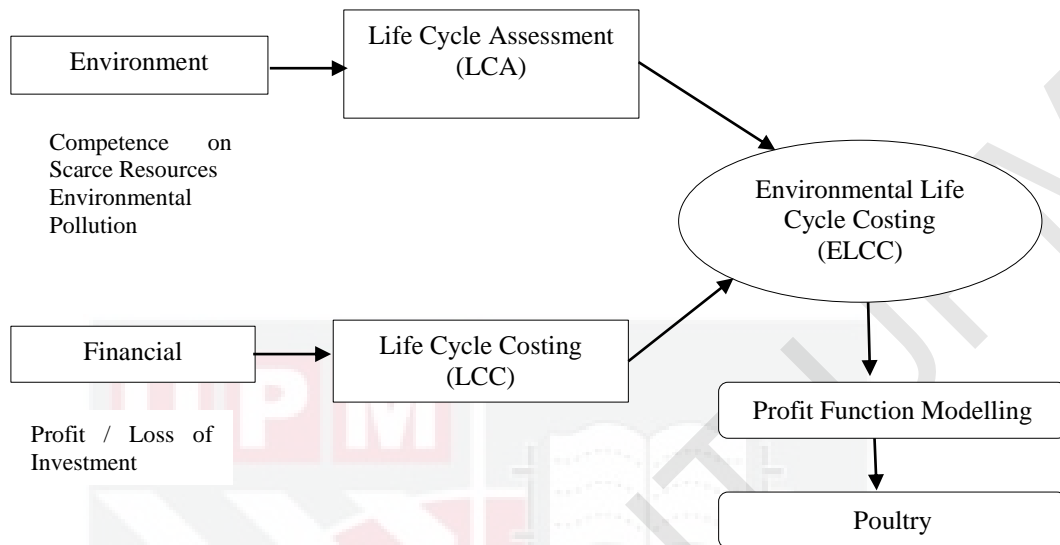 Environment
Life Cycle Assessment
(LCA)
Competence on
Scarce Resources
Environmental
Pollution
Environmental Life
Cycle Costing
(ELCC)
Financial
Life Cycle Costing
(LCC)
Profit / Loss of
Investment
Profit Function Modelling
Poultry
UPM